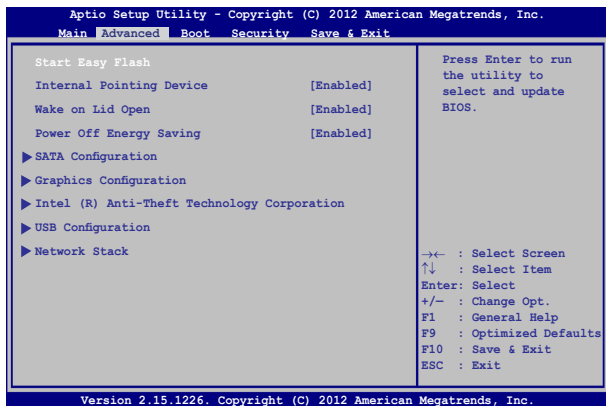 Aptio Setup Utility - Copyright (C) 2012 American Megatrends, Inc.
Main Advanced Boot Security Save & Exit
Start Easy Flash
Internal Pointing Device [Enabled]
Wake on Lid Open [Enabled]
Power Off Energy Saving [Enabled]
SATA Configuration
Graphics Configuration
Intel (R) Anti-Theft Technology Corporation
USB Configuration
Network Stack
Press Enter to run
the utility to
select and update
BIOS.
→← : Select Screen
↑↓ : Select Item
Enter: Select
+/— : Change Opt.
F1 : General Help
F9 : Optimized Defaults
F10 : Save & Exit
ESC : Exit
Version 2.15.1226. Copyright (C) 2012 American Megatrends, Inc.